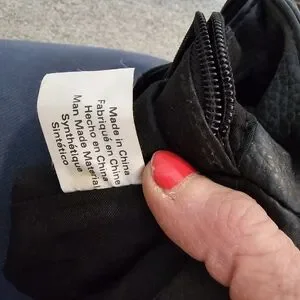 Made in China
Fabriqué en Chine
Hecho en China
Man Made Material
Synthétique
Sintético